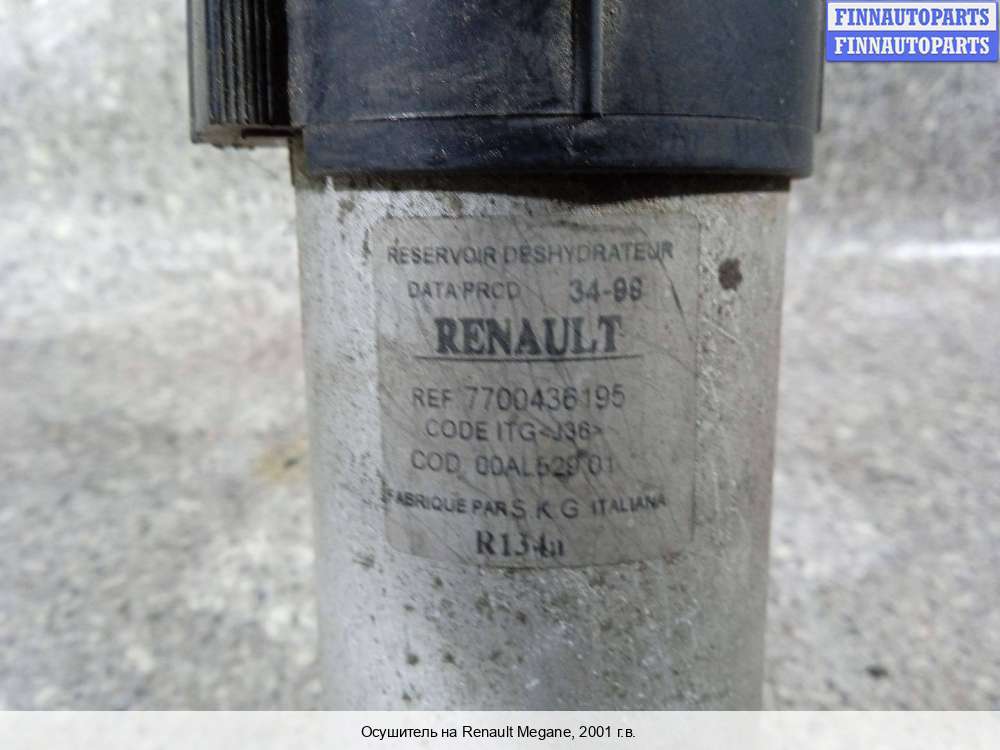 FINNAUTOPARTS
FINNAUTOPARTS
RESERVOIR DESHYDRATEUR
DATA PROD 34-98
RENAULT
REF 7700436195
CODE ITG<J36>
COD. 00AL529 01
FABRIQUE PAR S K G ITALIANA
R134a
Осушитель на Renault Megane, 2001 г.в.